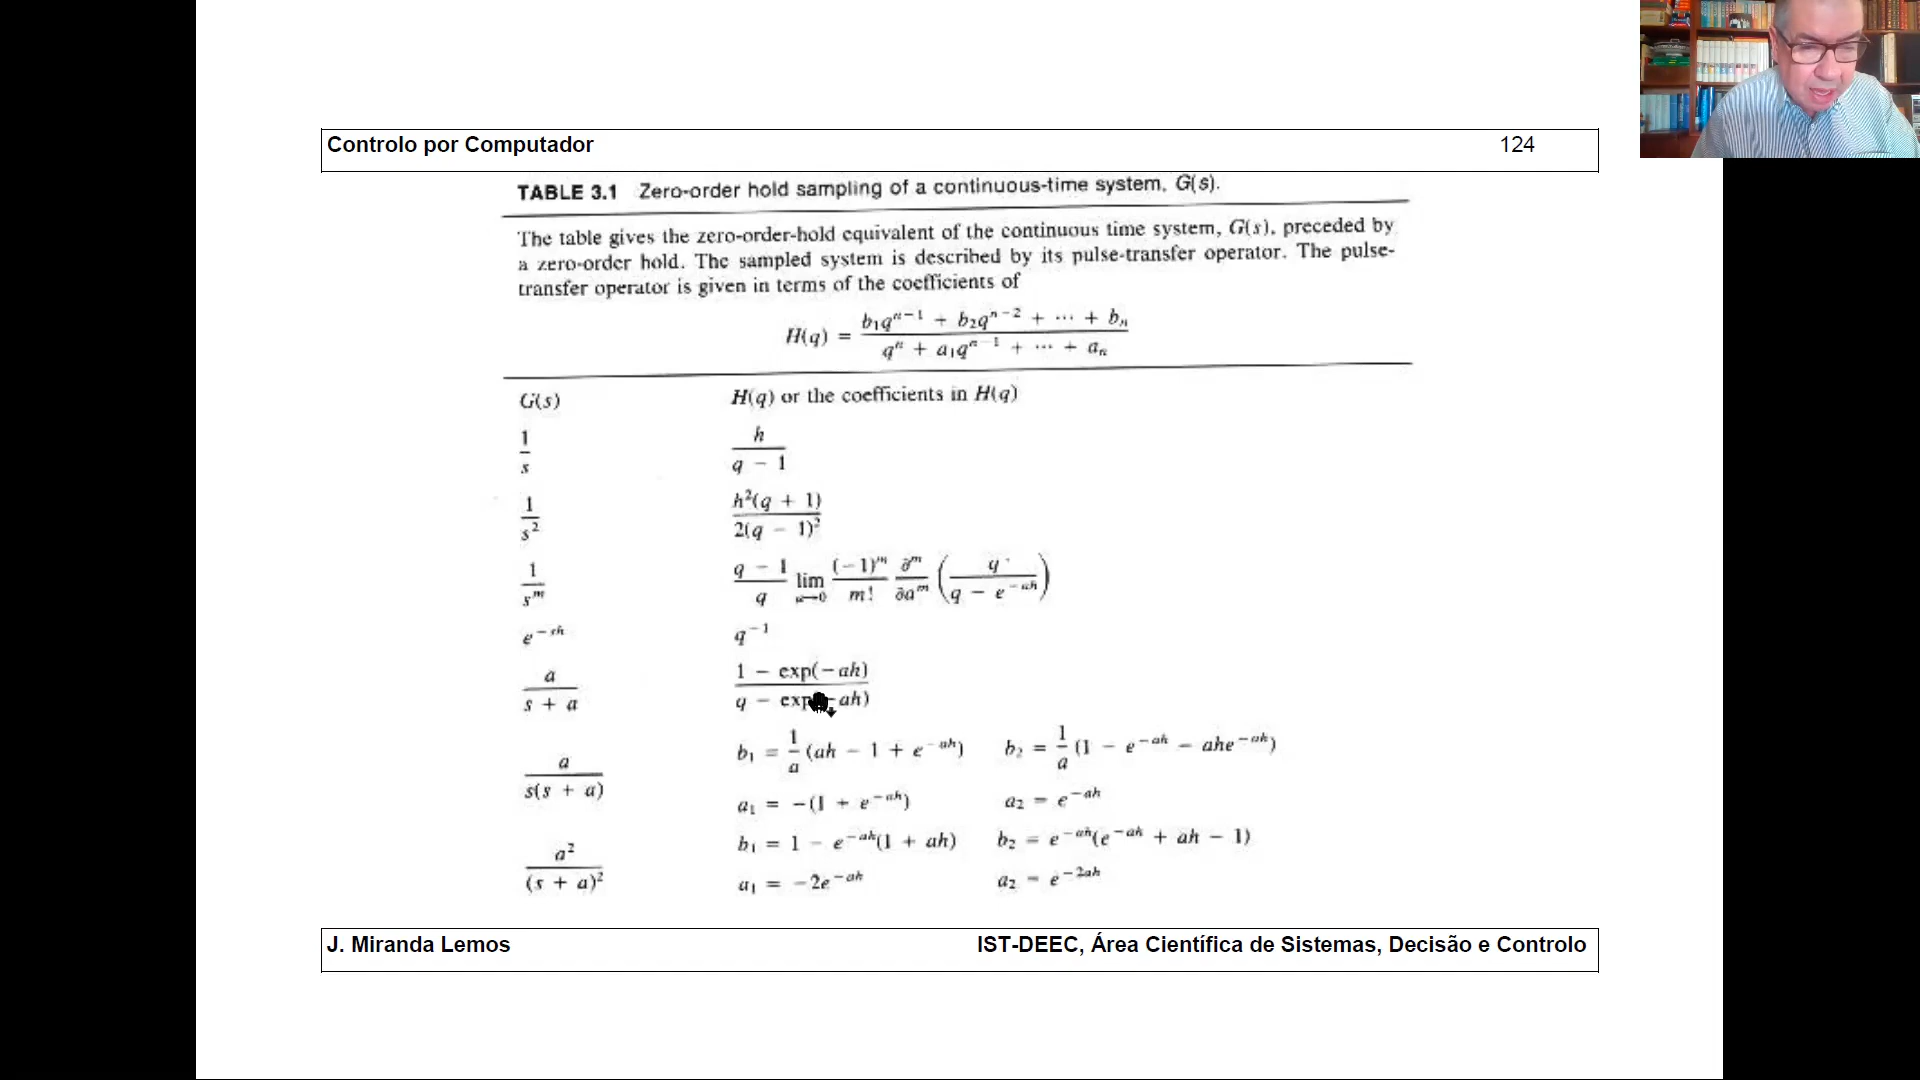 Controlo por Computador 124
TABLE 3.1 Zero-order hold sampling of a continuous-time system, G(s).
The table gives the zero-order-hold equivalent of the continuous time system, G(s), preceded by
a zero-order hold. The sampled system is described by its pulse-transfer operator. The pulse-
transfer operator is given in terms of the coefficients of
H(q) = (b₁qⁿ⁻¹ + b₂qⁿ⁻² + ⋯ + bₙ) / (qⁿ + a₁qⁿ⁻¹ + ⋯ + aₙ)
G(s) H(q) or the coefficients in H(q)
1/s h/(q − 1)
1/s² h²(q + 1)/(2(q − 1)²)
1/sᵐ (q − 1)/q lim a→0 (−1)ᵐ/m! ∂ᵐ/∂aᵐ (q/(q − e^−ah))
e^−sh q⁻¹
a/(s + a) (1 − exp(−ah))/(q − exp(−ah))
a/(s(s + a)) b₁ = 1/a (ah − 1 + e^−ah) b₂ = 1/a (1 − e^−ah − ahe^−ah)
a₁ = −(1 + e^−ah) a₂ = e^−ah
a²/(s + a)² b₁ = 1 − e^−ah(1 + ah) b₂ = e^−ah(e^−ah + ah − 1)
a₁ = −2e^−ah a₂ = e^−2ah
J. Miranda Lemos IST-DEEC, Área Científica de Sistemas, Decisão e Controlo